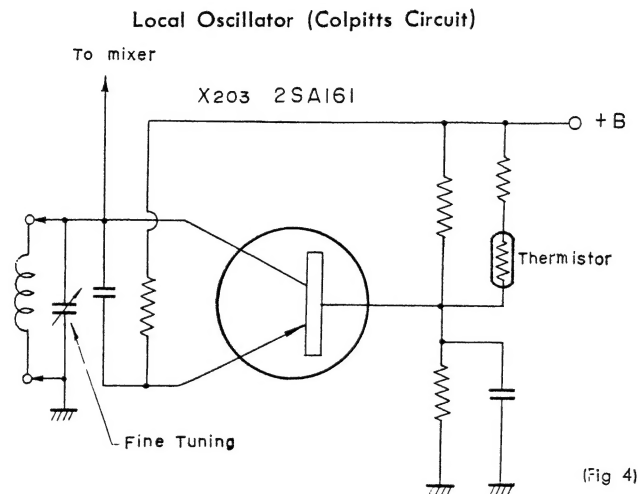 Local Oscillator (Colpitts Circuit)
To mixer
X203 2SA161
+B
Thermistor
Fine Tuning
(Fig 4)